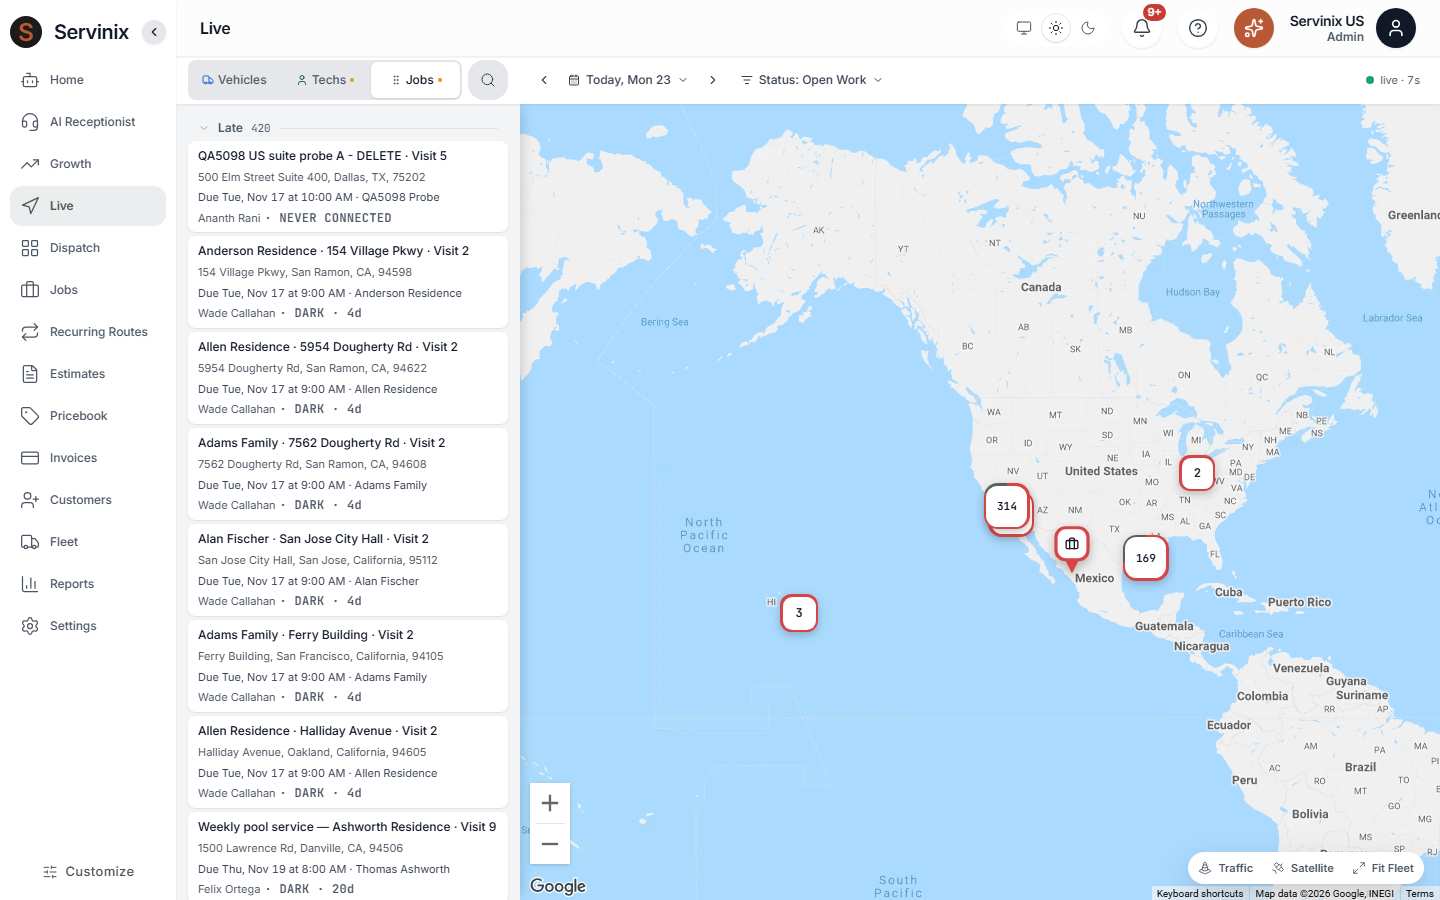 Servinix
Live
9+
Servinix US
Admin
Home
AI Receptionist
Growth
Live
Dispatch
Jobs
Recurring Routes
Estimates
Pricebook
Invoices
Customers
Fleet
Reports
Settings
Customize
Vehicles
Techs
Jobs
Today, Mon 23
Status: Open Work
live · 7s
Late 420
QA5098 US suite probe A - DELETE · Visit 5
500 Elm Street Suite 400, Dallas, TX, 75202
Due Tue, Nov 17 at 10:00 AM · QA5098 Probe
Ananth Rani · NEVER CONNECTED
Anderson Residence · 154 Village Pkwy · Visit 2
154 Village Pkwy, San Ramon, CA, 94598
Due Tue, Nov 17 at 9:00 AM · Anderson Residence
Wade Callahan · DARK · 4d
Allen Residence · 5954 Dougherty Rd · Visit 2
5954 Dougherty Rd, San Ramon, CA, 94622
Due Tue, Nov 17 at 9:00 AM · Allen Residence
Wade Callahan · DARK · 4d
Adams Family · 7562 Dougherty Rd · Visit 2
7562 Dougherty Rd, San Ramon, CA, 94608
Due Tue, Nov 17 at 9:00 AM · Adams Family
Wade Callahan · DARK · 4d
Alan Fischer · San Jose City Hall · Visit 2
San Jose City Hall, San Jose, California, 95112
Due Tue, Nov 17 at 9:00 AM · Alan Fischer
Wade Callahan · DARK · 4d
Adams Family · Ferry Building · Visit 2
Ferry Building, San Francisco, California, 94105
Due Tue, Nov 17 at 9:00 AM · Adams Family
Wade Callahan · DARK · 4d
Allen Residence · Halliday Avenue · Visit 2
Halliday Avenue, Oakland, California, 94605
Due Tue, Nov 17 at 9:00 AM · Allen Residence
Wade Callahan · DARK · 4d
Weekly pool service — Ashworth Residence · Visit 9
1500 Lawrence Rd, Danville, CA, 94506
Due Thu, Nov 19 at 8:00 AM · Thomas Ashworth
Felix Ortega · DARK · 20d
Northwestern
Passages
Greenland
NU
AK
YT
NT
Canada
Hudson Bay
Bering Sea
Labrador Sea
AB
MB
BC
SK
NL
ON
QC
WA
MT
ND
MN
NB
PE
NS
OR
ID
WY
SD
WI
MI
ME
NH
NY
MA
NE
IA
IL
PA
NV
UT
United States
MD
DE
2
WV
VA
MO
TN
NC
314
AZ
NM
OK
AR
SC
MS
AL
GA
TX
North
Pacific
Ocean
169
FL
Mexico
HI
3
Cuba
Puerto Rico
Guatemala
Caribbean Sea
Nicaragua
Venezuela
Guyana
Suriname
Colombia
RR
AP
Ecuador
AM
PA
MA
AC
Brazil
Peru
RO
TO
MT
Bolivia
GO
MG
MS
SP
RJ
South
Pacific
Google
Traffic
Satellite
Fit Fleet
Keyboard shortcuts
Map data ©2026 Google, INEGI
Terms